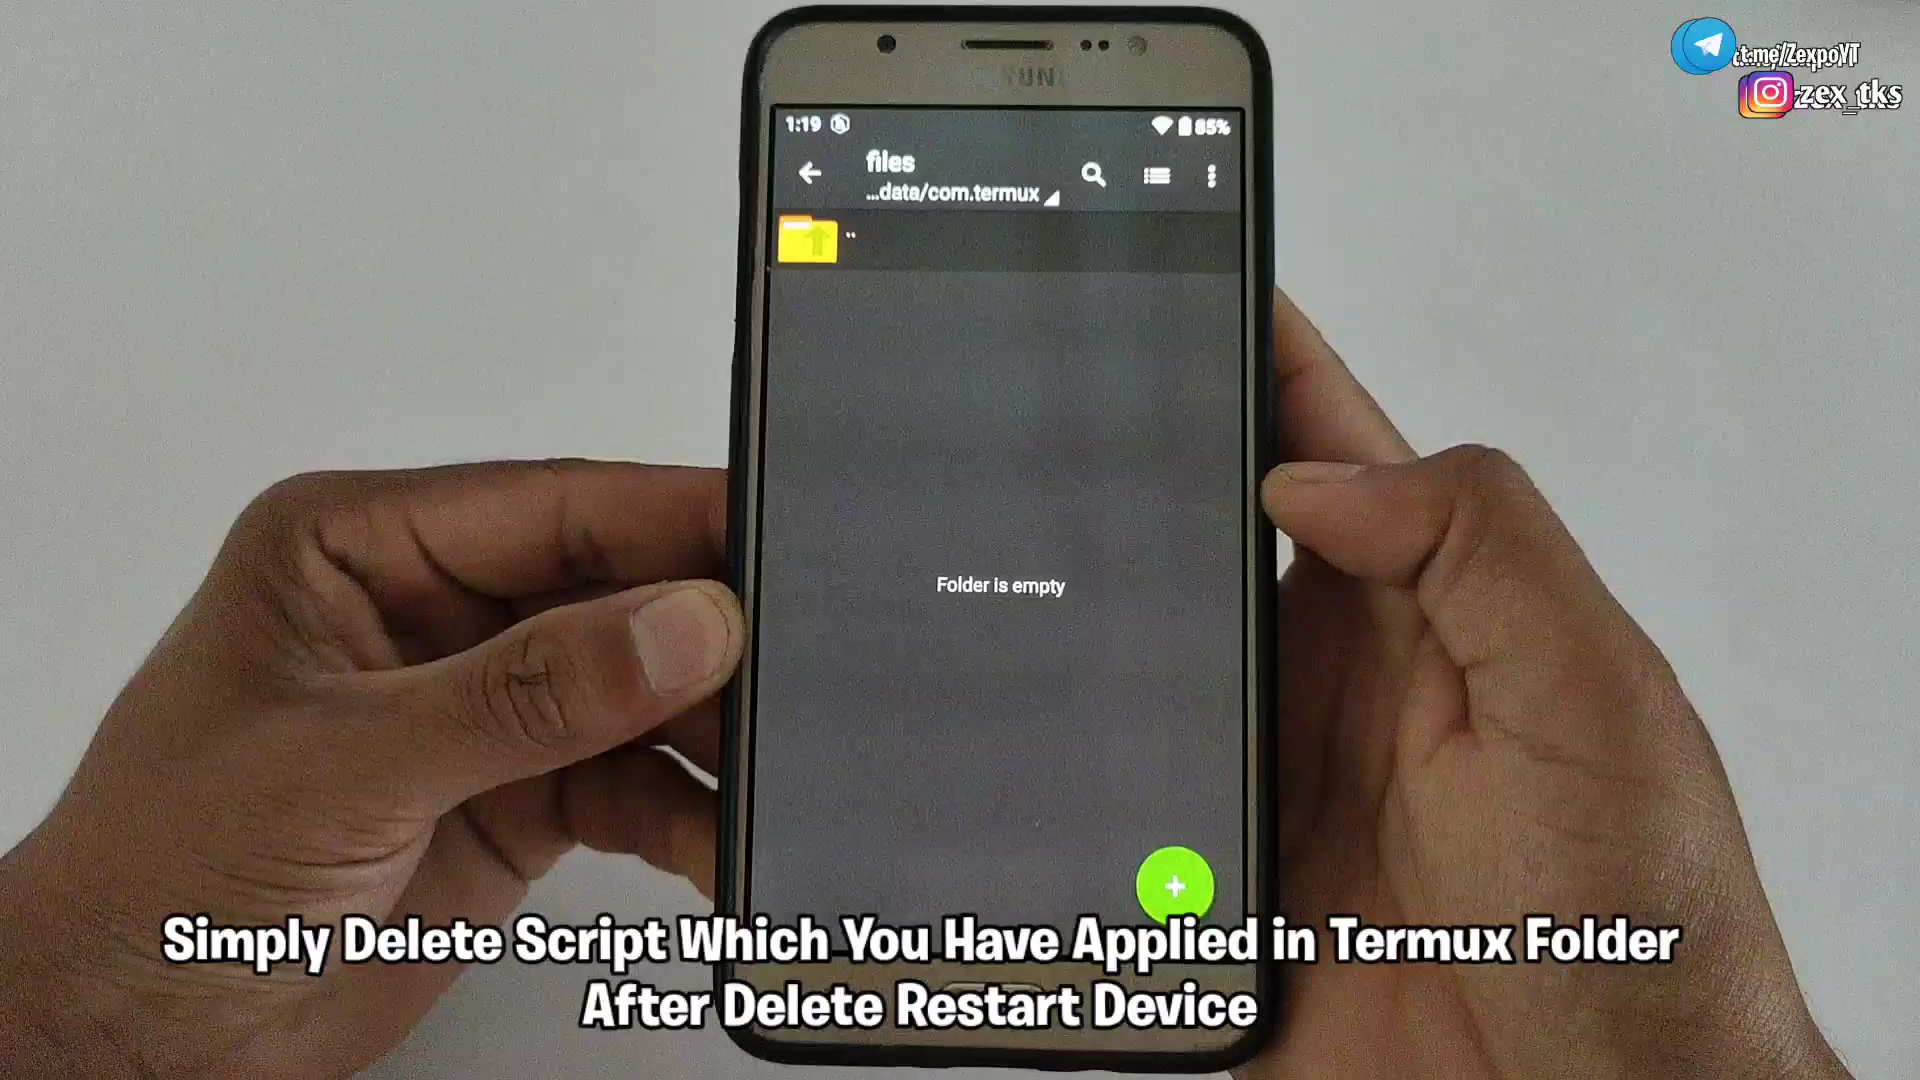 t.me/ZexpoYT
zex_tks
SUN
1:19
85%
files
...data/com.termux
..
Folder is empty
+
Simply Delete Script Which You Have Applied in Termux Folder
After Delete Restart Device